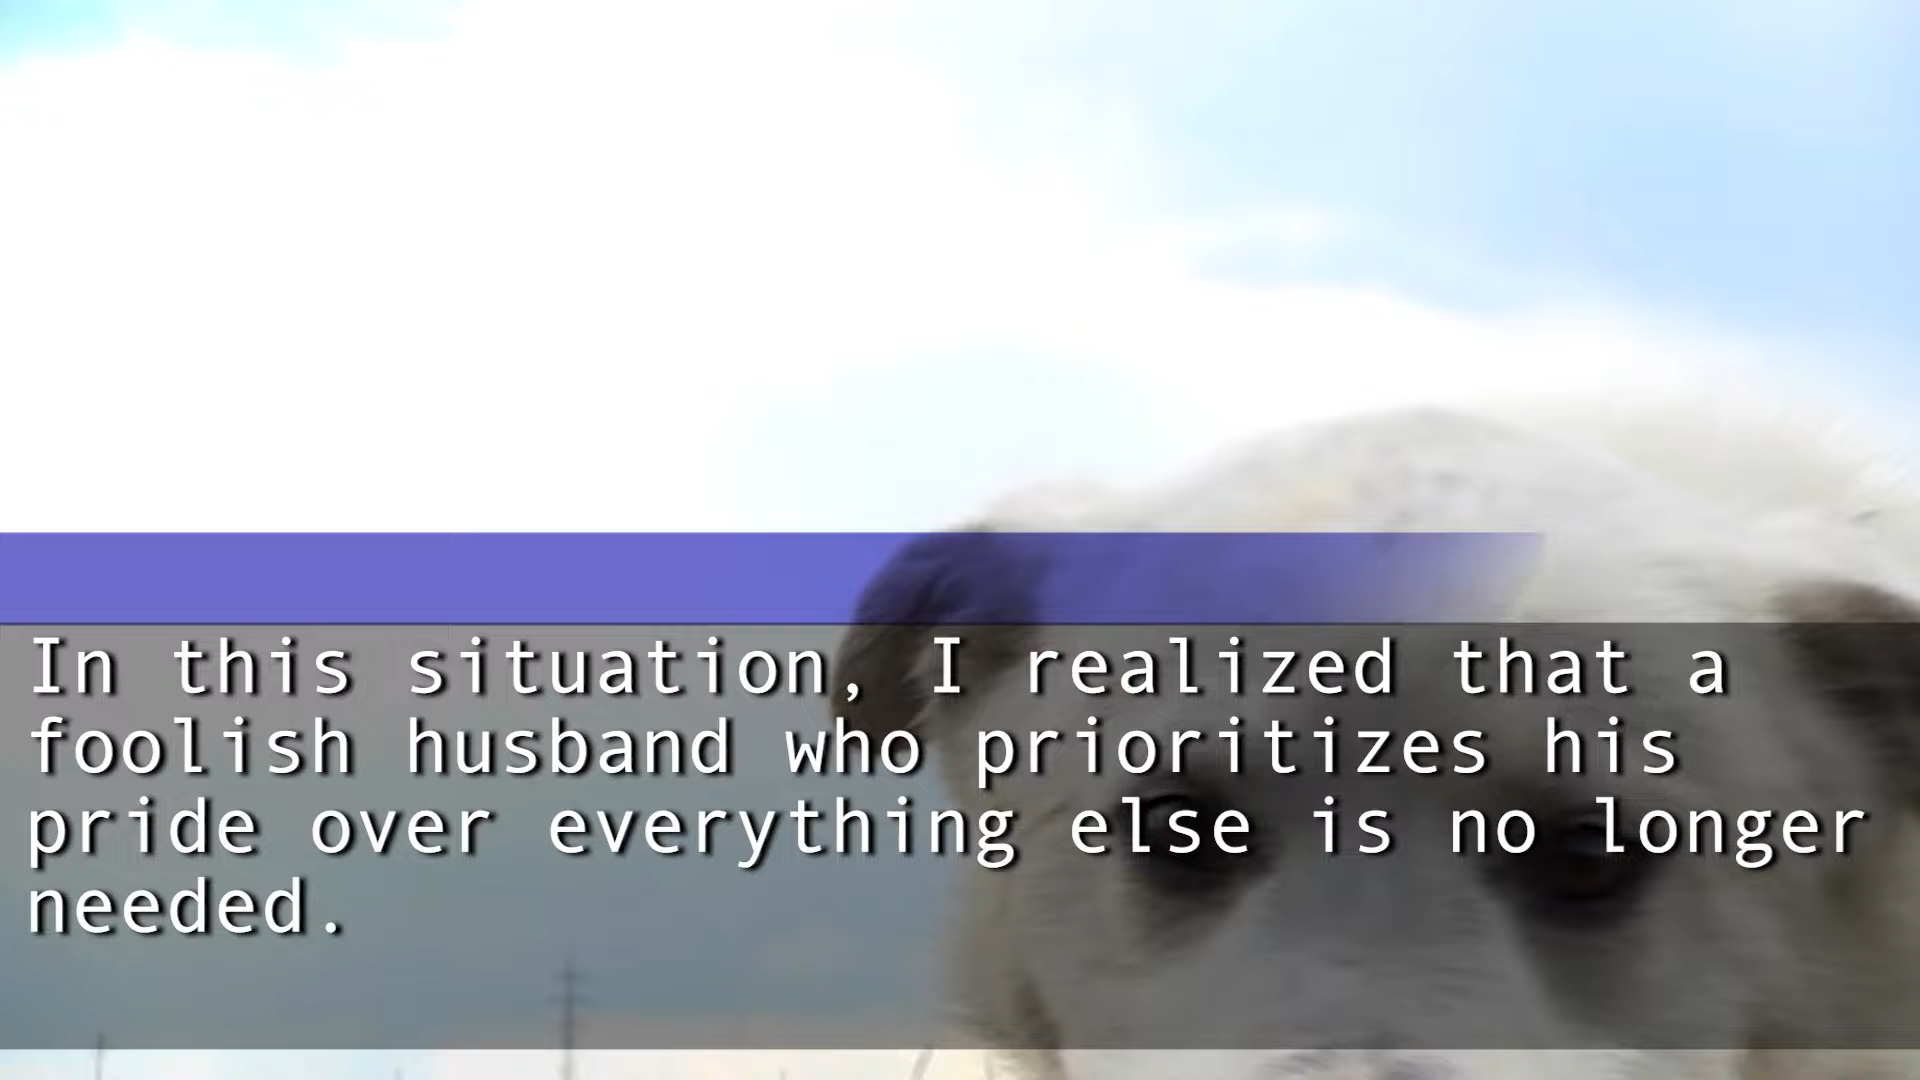 In this situation, I realized that a
foolish husband who prioritizes his
pride over everything else is no longer
needed.